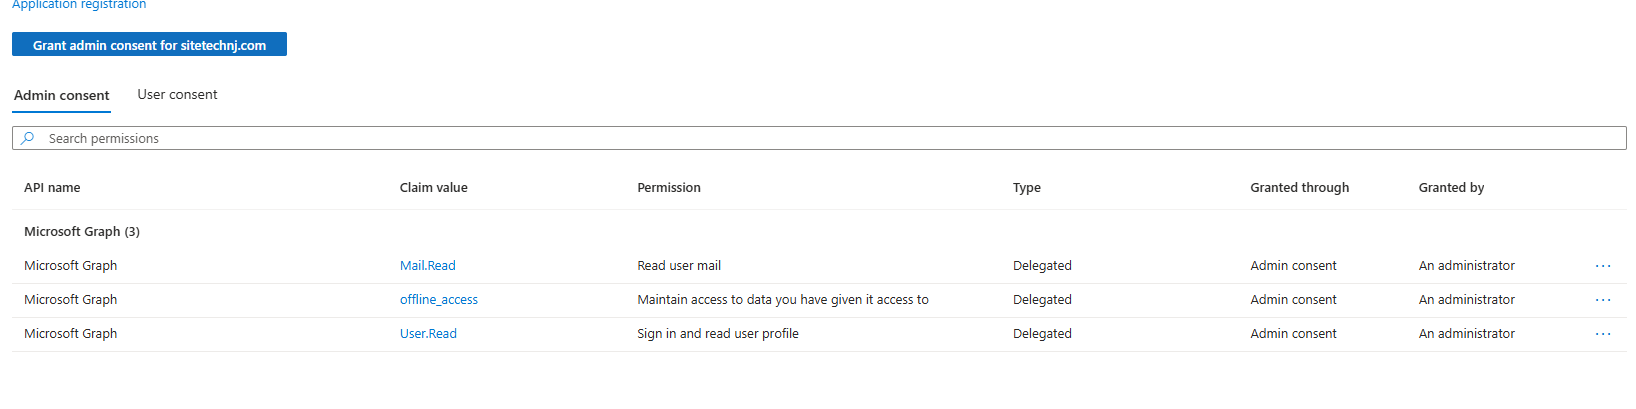 Application registration
Grant admin consent for sitetechnj.com
Admin consent User consent
Search permissions
API name Claim value Permission Type Granted through Granted by
Microsoft Graph (3)
Microsoft Graph Mail.Read Read user mail Delegated Admin consent An administrator ...
Microsoft Graph offline_access Maintain access to data you have given it access to Delegated Admin consent An administrator ...
Microsoft Graph User.Read Sign in and read user profile Delegated Admin consent An administrator ...